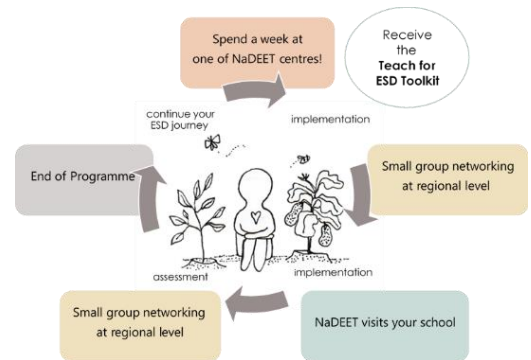 Spend a week at
one of NaDEET centres!
Receive
the
Teach for
ESD Toolkit
continue your
ESD journey
implementation
End of Programme
Small group networking
at regional level
assessment
implementation
Small group networking
at regional level
NaDEET visits your school